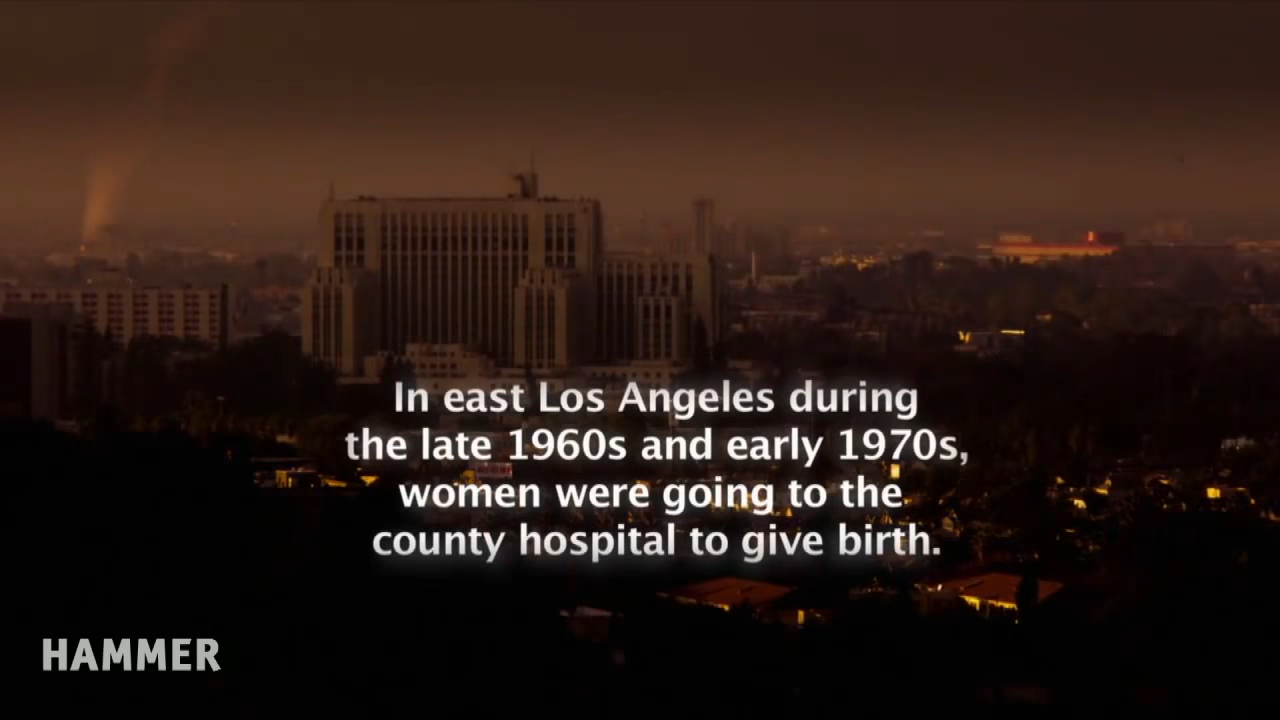 In east Los Angeles during
the late 1960s and early 1970s,
women were going to the
county hospital to give birth.
HAMMER